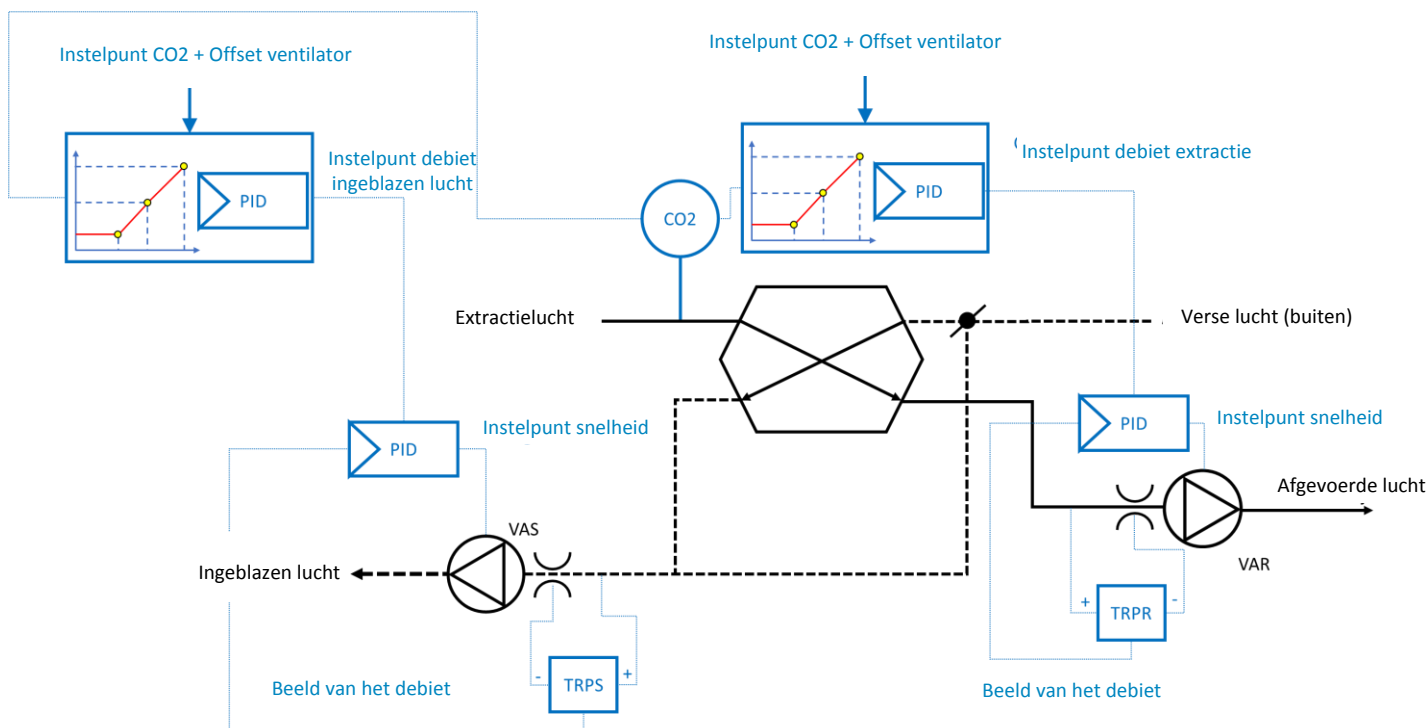 Instelpunt CO2 + Offset ventilator
Instelpunt CO2 + Offset ventilator
Instelpunt debiet
ingeblazen lucht
PID
CO2
PID
Instelpunt debiet extractie
Extractielucht
Verse lucht (buiten)
PID
Instelpunt snelheid
PID
Instelpunt snelheid
Afgevoerde lucht
VAS
VAR
Ingeblazen lucht
+
TRPR
-
-
TRPS
+
Beeld van het debiet
Beeld van het debiet